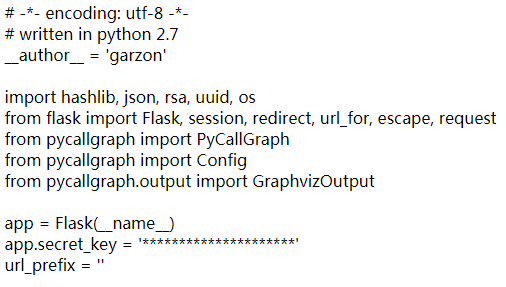 # -*- encoding: utf-8 -*-
# written in python 2.7
__author__ = 'garzon'
import hashlib, json, rsa, uuid, os
from flask import Flask, session, redirect, url_for, escape, request
from pycallgraph import PyCallGraph
from pycallgraph import Config
from pycallgraph.output import GraphvizOutput
app = Flask(__name__)
app.secret_key = '*********************'
url_prefix = ''